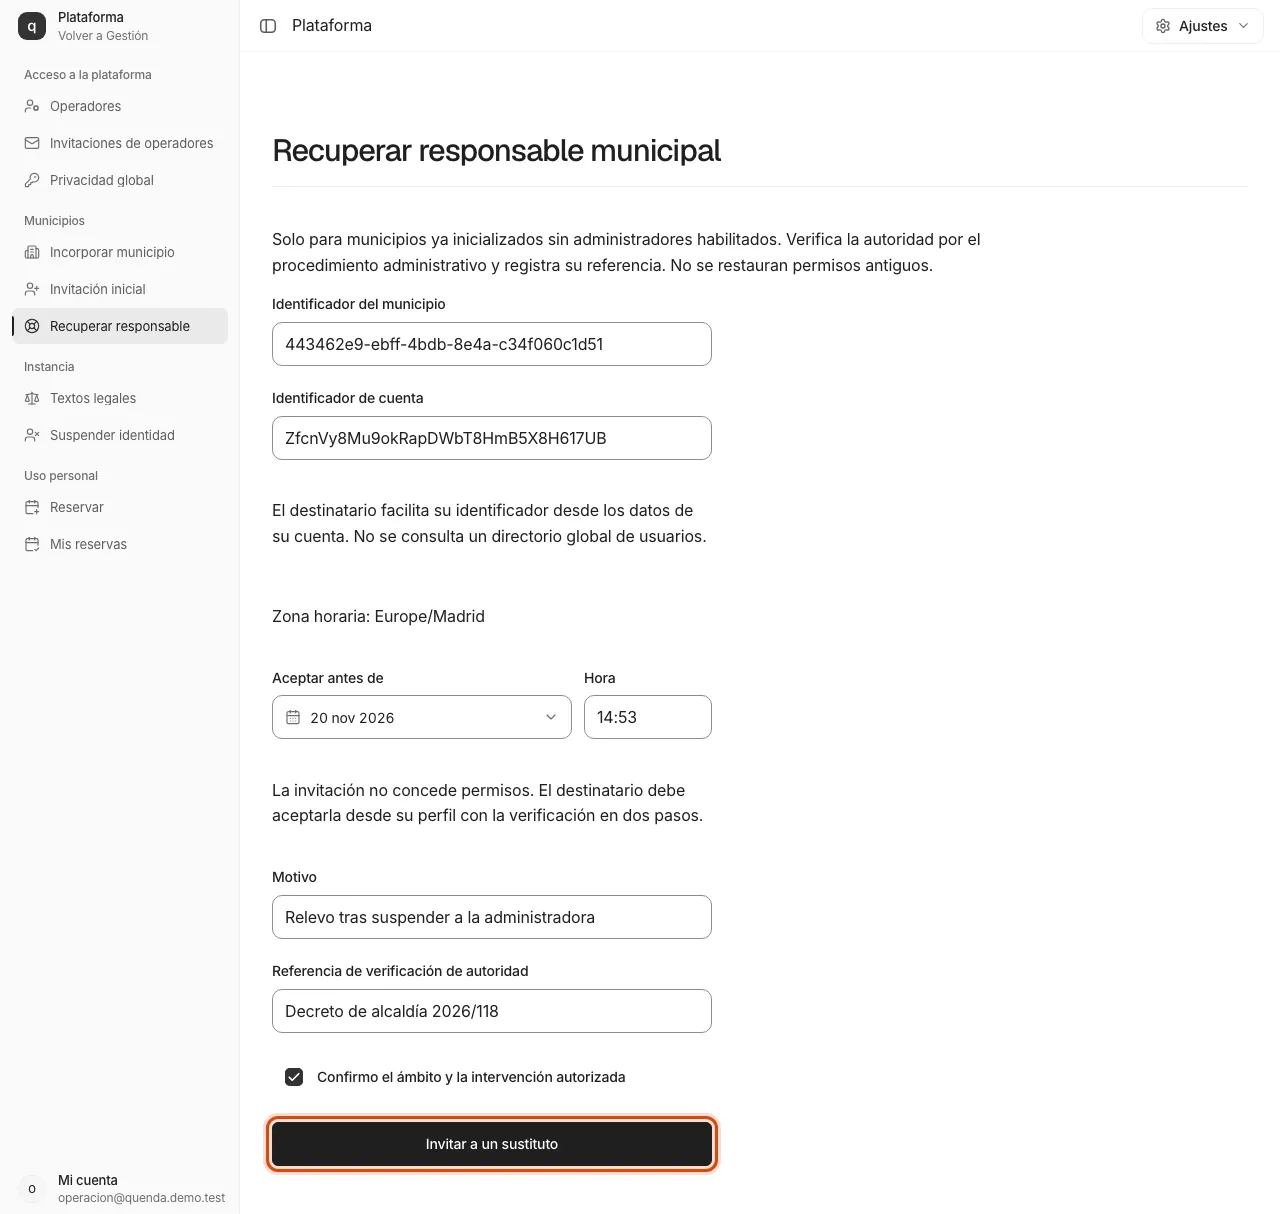 q
Plataforma
Volver a Gestión
Acceso a la plataforma
Operadores
Invitaciones de operadores
Privacidad global
Municipios
Incorporar municipio
Invitación inicial
Recuperar responsable
Instancia
Textos legales
Suspender identidad
Uso personal
Reservar
Mis reservas
O
Mi cuenta
operacion@quenda.demo.test
Plataforma
Ajustes
Recuperar responsable municipal
Solo para municipios ya inicializados sin administradores habilitados. Verifica la autoridad por el
procedimiento administrativo y registra su referencia. No se restauran permisos antiguos.
Identificador del municipio
443462e9-ebff-4bdb-8e4a-c34f060c1d51
Identificador de cuenta
ZfcnVy8Mu9okRapDWbT8HmB5X8H617UB
El destinatario facilita su identificador desde los datos de
su cuenta. No se consulta un directorio global de usuarios.
Zona horaria: Europe/Madrid
Aceptar antes de
Hora
20 nov 2026
14:53
La invitación no concede permisos. El destinatario debe
aceptarla desde su perfil con la verificación en dos pasos.
Motivo
Relevo tras suspender a la administradora
Referencia de verificación de autoridad
Decreto de alcaldía 2026/118
Confirmo el ámbito y la intervención autorizada
Invitar a un sustituto